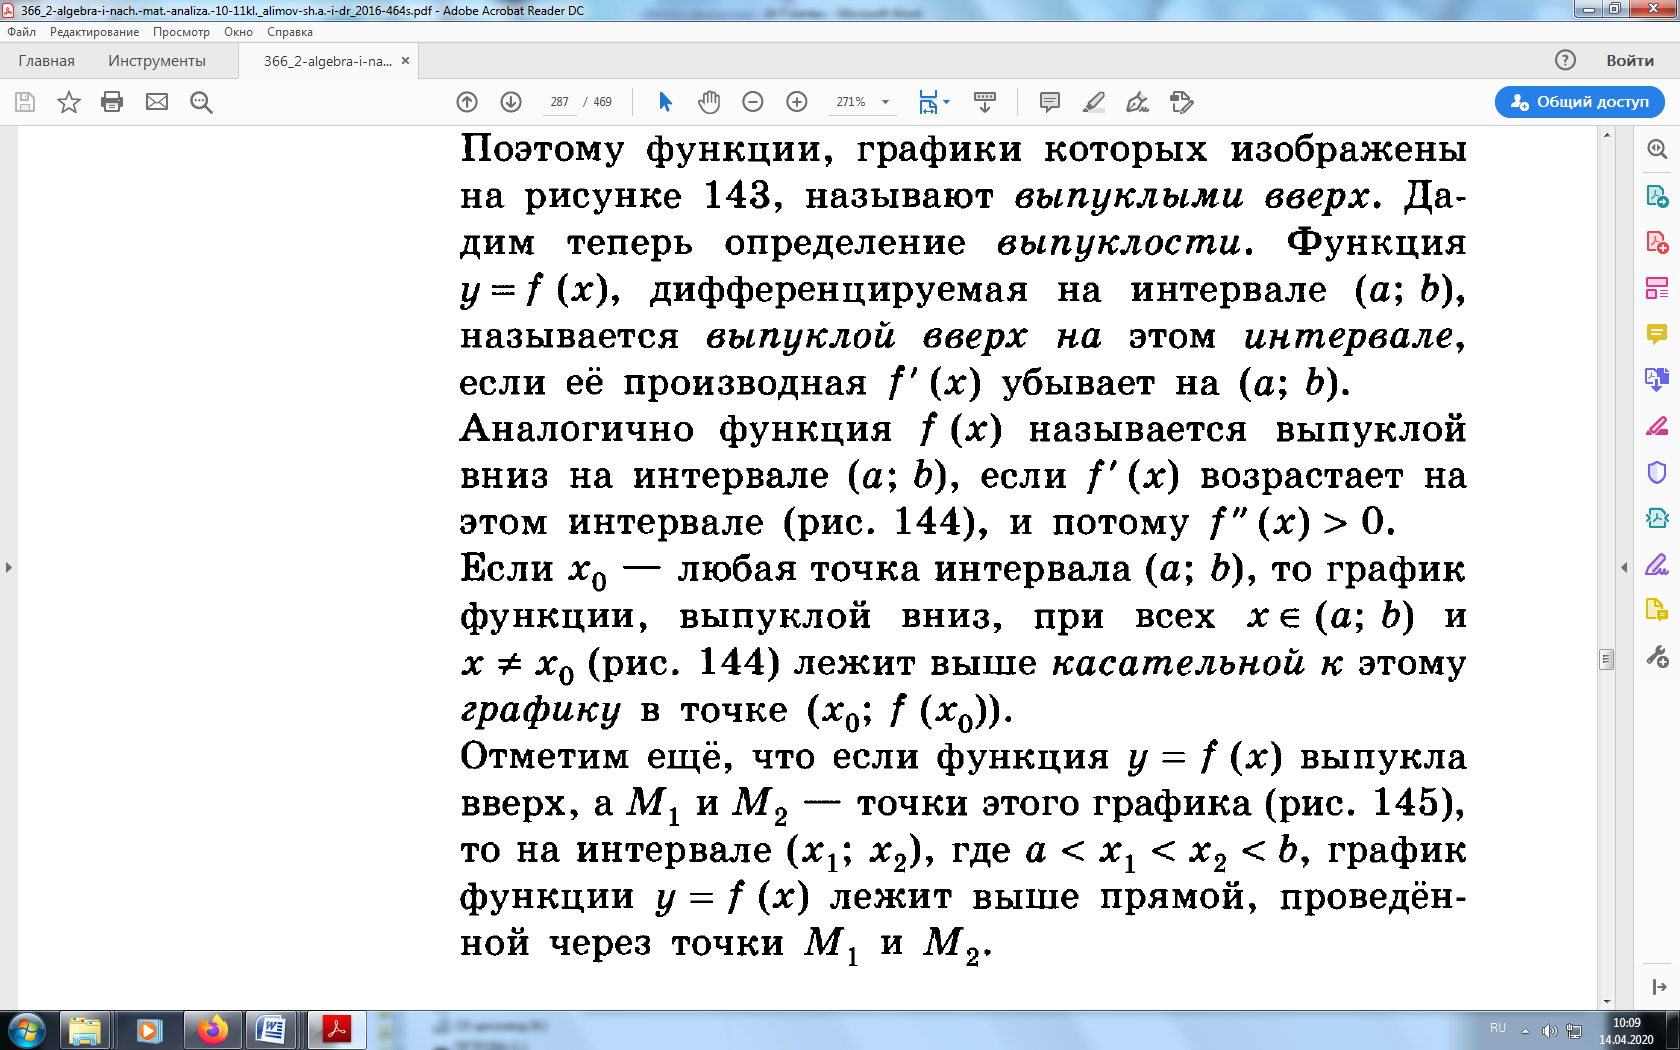 366_2-algebra-i-nach.-mat.-analiza.-10-11kl._alimov-sh.a.-i-dr_2016-464s.pdf - Adobe Acrobat Reader DC
Файл Редактирование Просмотр Окно Справка
Главная Инструменты 366_2-algebra-i-na... × Войти
287 / 469 271% Общий доступ
Поэтому функции, графики которых изображены
на рисунке 143, называют выпуклыми вверх. Да-
дим теперь определение выпуклости. Функция
y = f (x), дифференцируемая на интервале (a; b),
называется выпуклой вверх на этом интервале,
если её производная f′ (x) убывает на (a; b).
Аналогично функция f (x) называется выпуклой
вниз на интервале (a; b), если f′ (x) возрастает на
этом интервале (рис. 144), и потому f″ (x) > 0.
Если x₀ — любая точка интервала (a; b), то график
функции, выпуклой вниз, при всех x ∈ (a; b) и
x ≠ x₀ (рис. 144) лежит выше касательной к этому
графику в точке (x₀; f (x₀)).
Отметим ещё, что если функция y = f (x) выпукла
вверх, а M₁ и M₂ — точки этого графика (рис. 145),
то на интервале (x₁; x₂), где a < x₁ < x₂ < b, график
функции y = f (x) лежит выше прямой, проведён-
ной через точки M₁ и M₂.
RU 10:09
14.04.2020